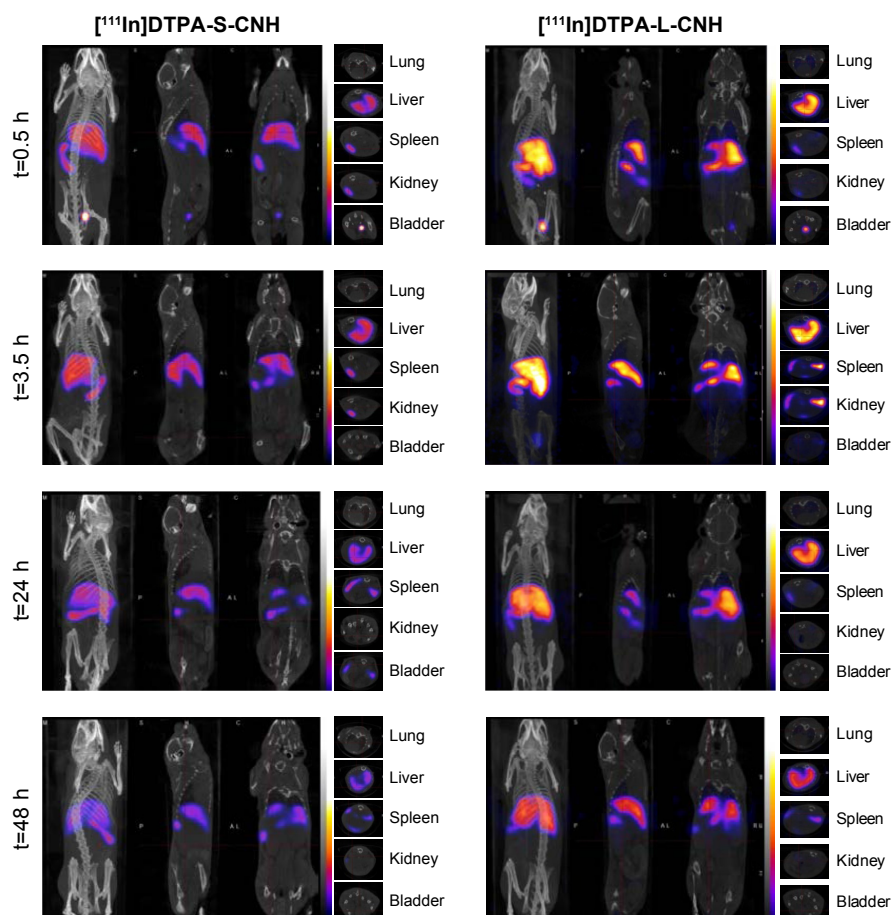 [¹¹¹In]DTPA-S-CNH
[¹¹¹In]DTPA-L-CNH
t=0.5 h
Lung
Liver
Spleen
Kidney
Bladder
Lung
Liver
Spleen
Kidney
Bladder
t=3.5 h
Lung
Liver
Spleen
Kidney
Bladder
Lung
Liver
Spleen
Kidney
Bladder
t=24 h
Lung
Liver
Spleen
Kidney
Bladder
Lung
Liver
Spleen
Kidney
Bladder
t=48 h
Lung
Liver
Spleen
Kidney
Bladder
Lung
Liver
Spleen
Kidney
Bladder